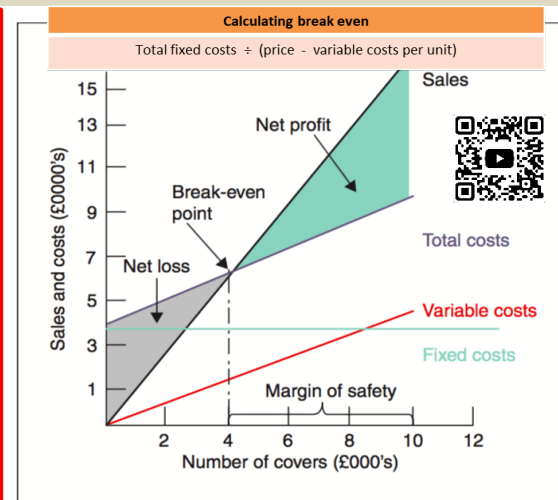 Calculating break even
Total fixed costs ÷ (price - variable costs per unit)
Sales
15
13
11
9
7
5
3
1
Sales and costs (£0000's)
Net profit
Break-even
point
Net loss
Total costs
Variable costs
Fixed costs
Margin of safety
2 4 6 8 10 12
Number of covers (£000's)